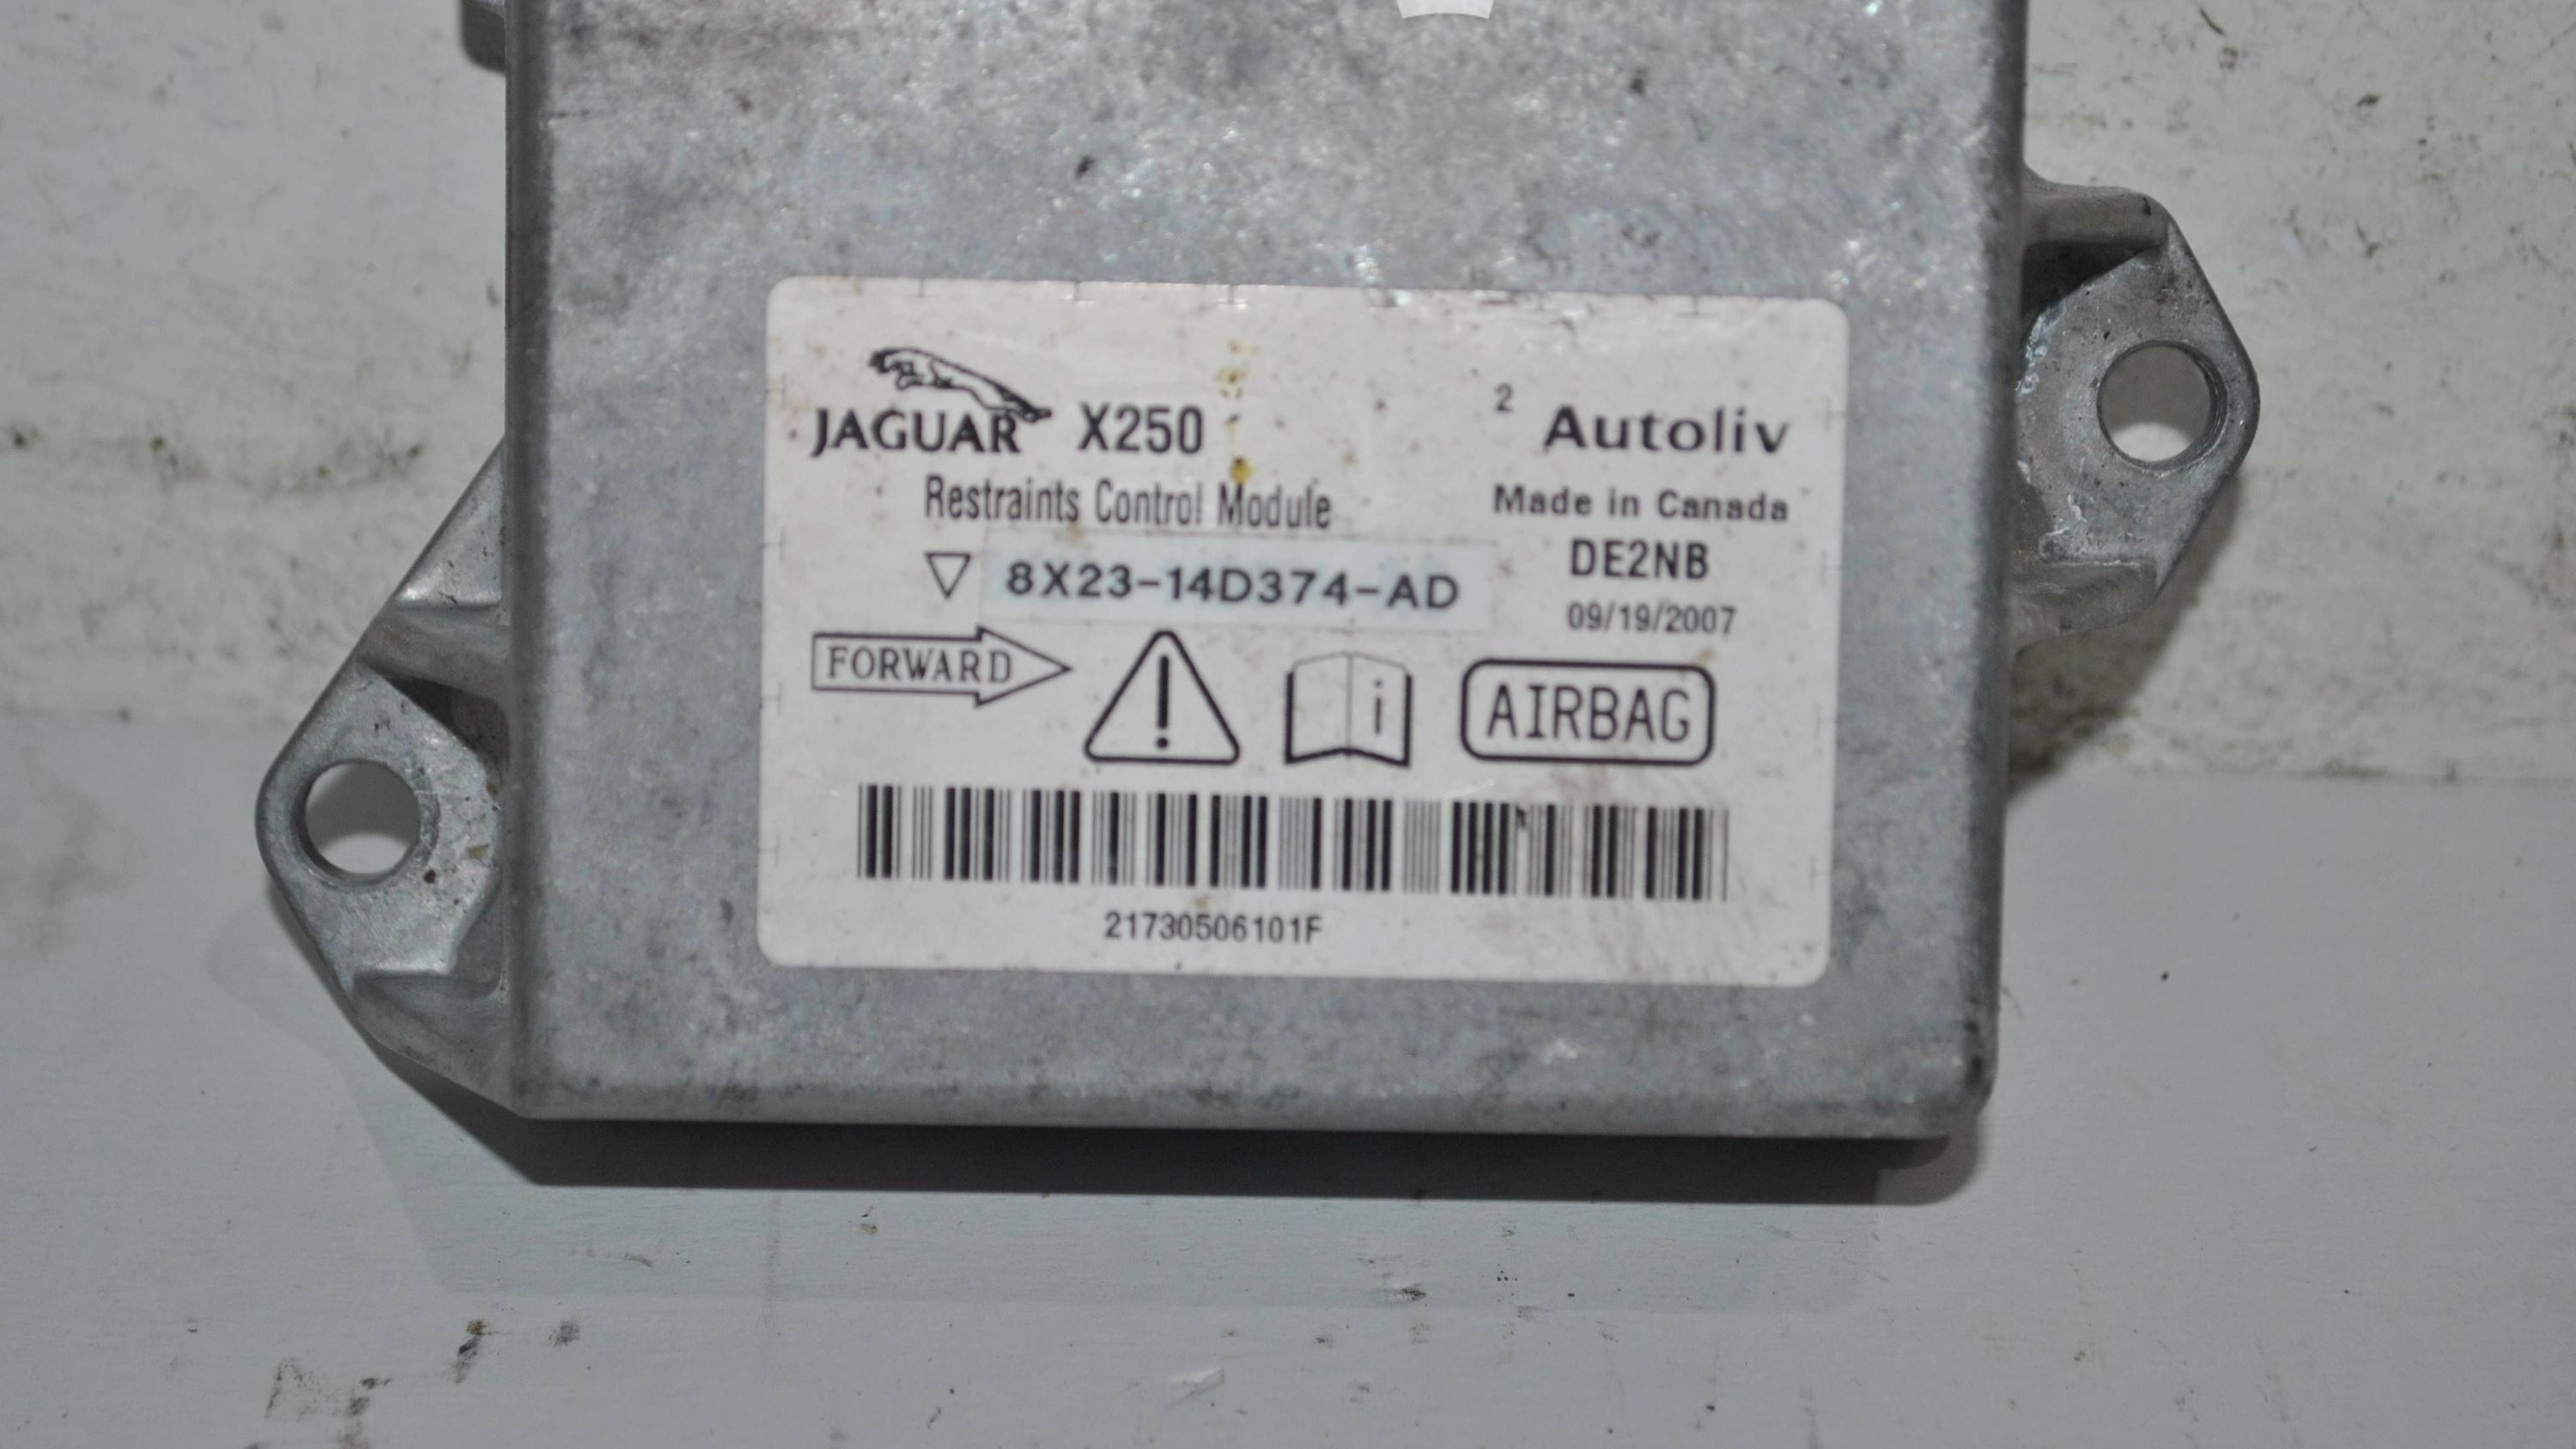 JAGUAR X250
2 Autoliv
Restraints Control Module
Made in Canada
8X23-14D374-AD
DE2NB
09/19/2007
FORWARD
i
AIRBAG
21730506101F